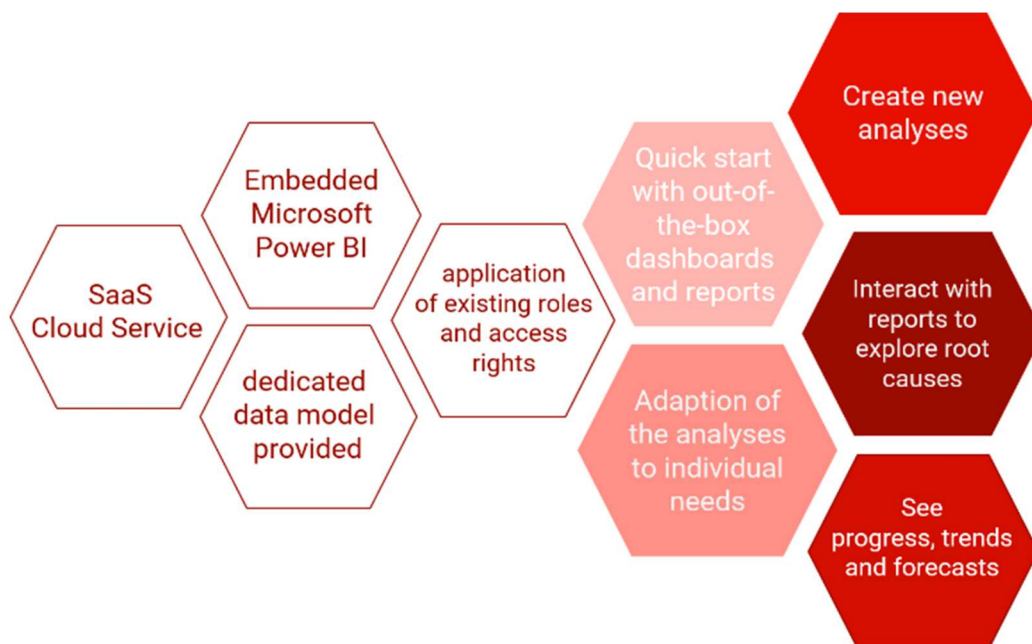 SaaS
Cloud Service
Embedded
Microsoft
Power BI
dedicated
data model
provided
application
of existing roles
and access
rights
Quick start
with out-of-
the-box
dashboards
and reports
Adaption of
the analyses
to individual
needs
Create new
analyses
Interact with
reports to
explore root
causes
See
progress, trends
and forecasts